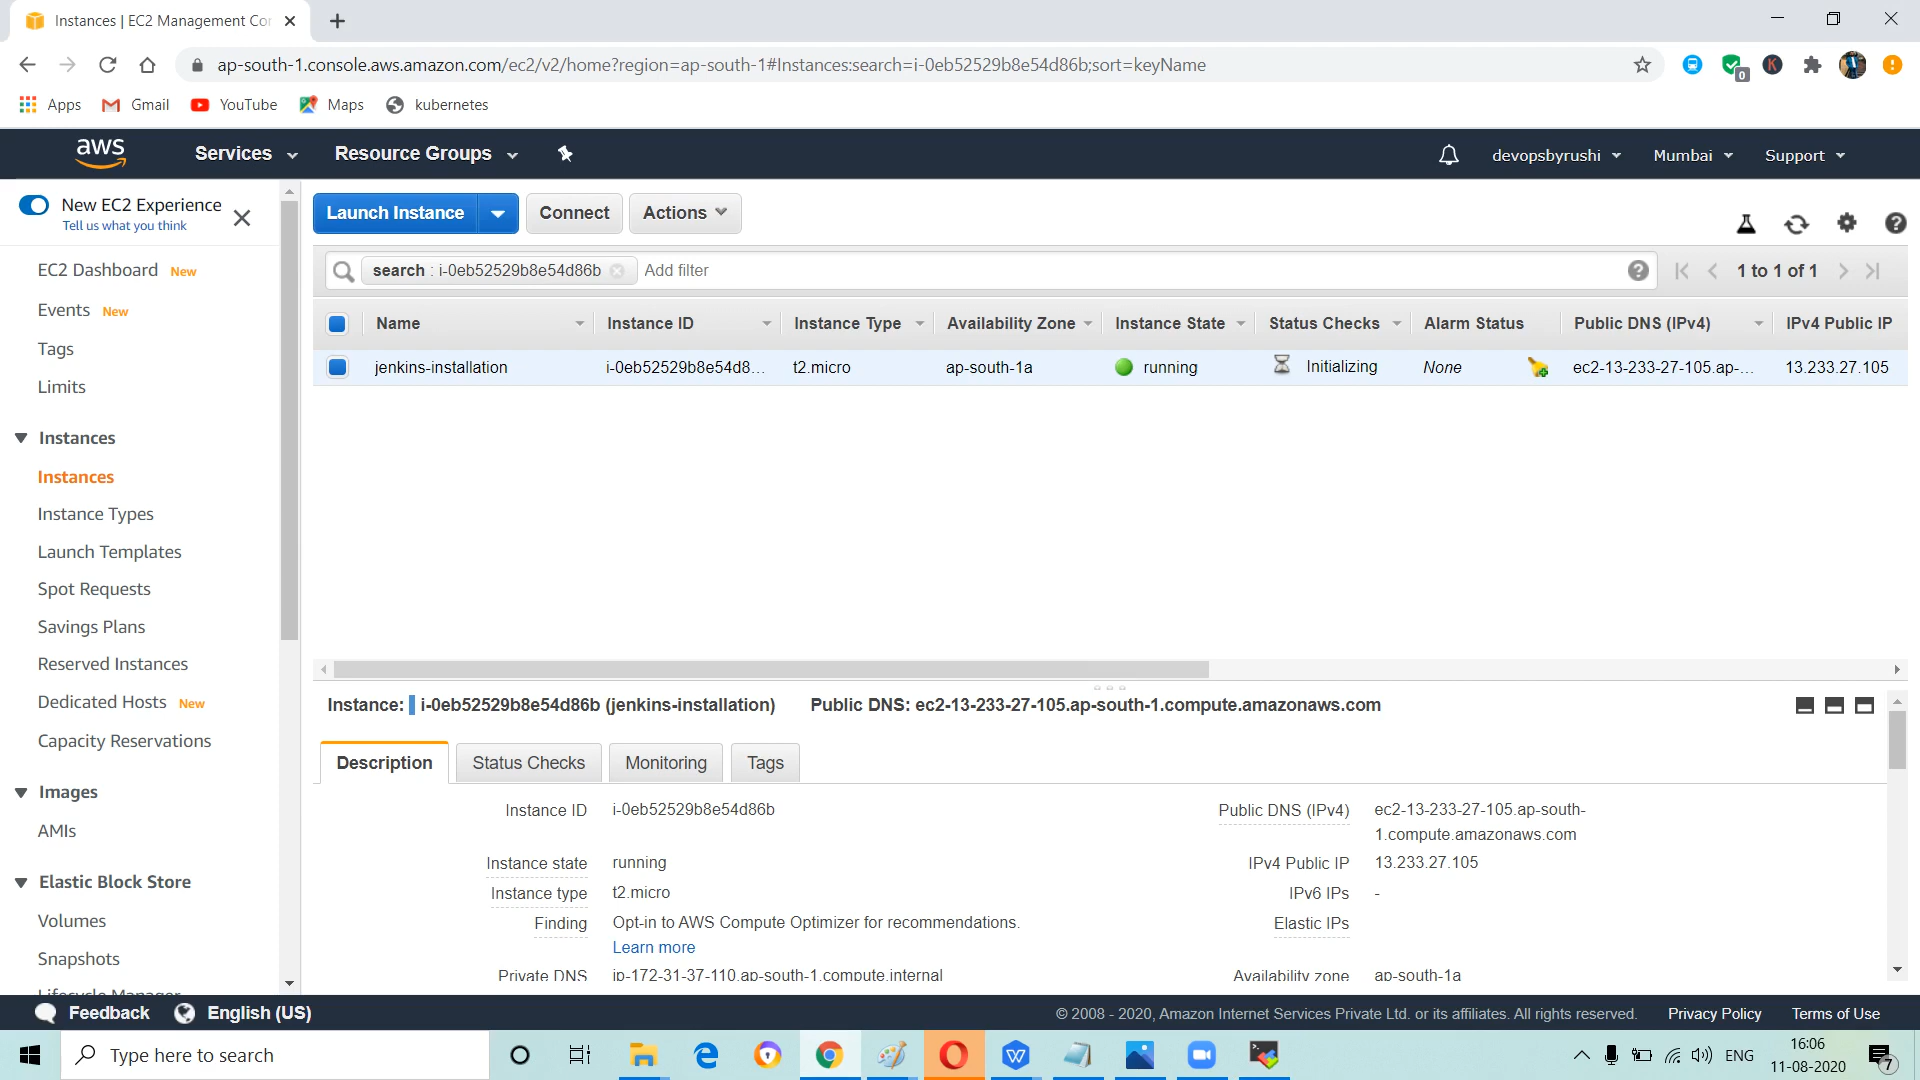 Instances | EC2 Management Con
ap-south-1.console.aws.amazon.com/ec2/v2/home?region=ap-south-1#Instances:search=i-0eb52529b8e54d86b;sort=keyName
0
K
Apps Gmail YouTube Maps kubernetes
aws Services Resource Groups devopsbyrushi Mumbai Support
New EC2 Experience
Tell us what you think
Launch Instance Connect Actions
search : i-0eb52529b8e54d86b Add filter 1 to 1 of 1
Name Instance ID Instance Type Availability Zone Instance State Status Checks Alarm Status Public DNS (IPv4) IPv4 Public IP
jenkins-installation i-0eb52529b8e54d8... t2.micro ap-south-1a running Initializing None ec2-13-233-27-105.ap-... 13.233.27.105
EC2 Dashboard New
Events New
Tags
Limits
Instances
Instances
Instance Types
Launch Templates
Spot Requests
Savings Plans
Reserved Instances
Dedicated Hosts New
Capacity Reservations
Images
AMIs
Elastic Block Store
Volumes
Snapshots
Lifecycle Manager
Instance: i-0eb52529b8e54d86b (jenkins-installation) Public DNS: ec2-13-233-27-105.ap-south-1.compute.amazonaws.com
Description Status Checks Monitoring Tags
Instance ID i-0eb52529b8e54d86b
Public DNS (IPv4) ec2-13-233-27-105.ap-south-
1.compute.amazonaws.com
Instance state running
IPv4 Public IP 13.233.27.105
Instance type t2.micro
IPv6 IPs -
Finding Opt-in to AWS Compute Optimizer for recommendations.
Learn more
Elastic IPs
Private DNS ip-172-31-37-110.ap-south-1.compute.internal
Availability zone ap-south-1a
Feedback English (US) © 2008 - 2020, Amazon Internet Services Private Ltd. or its affiliates. All rights reserved. Privacy Policy Terms of Use
Type here to search
ENG
16:06
11-08-2020
7